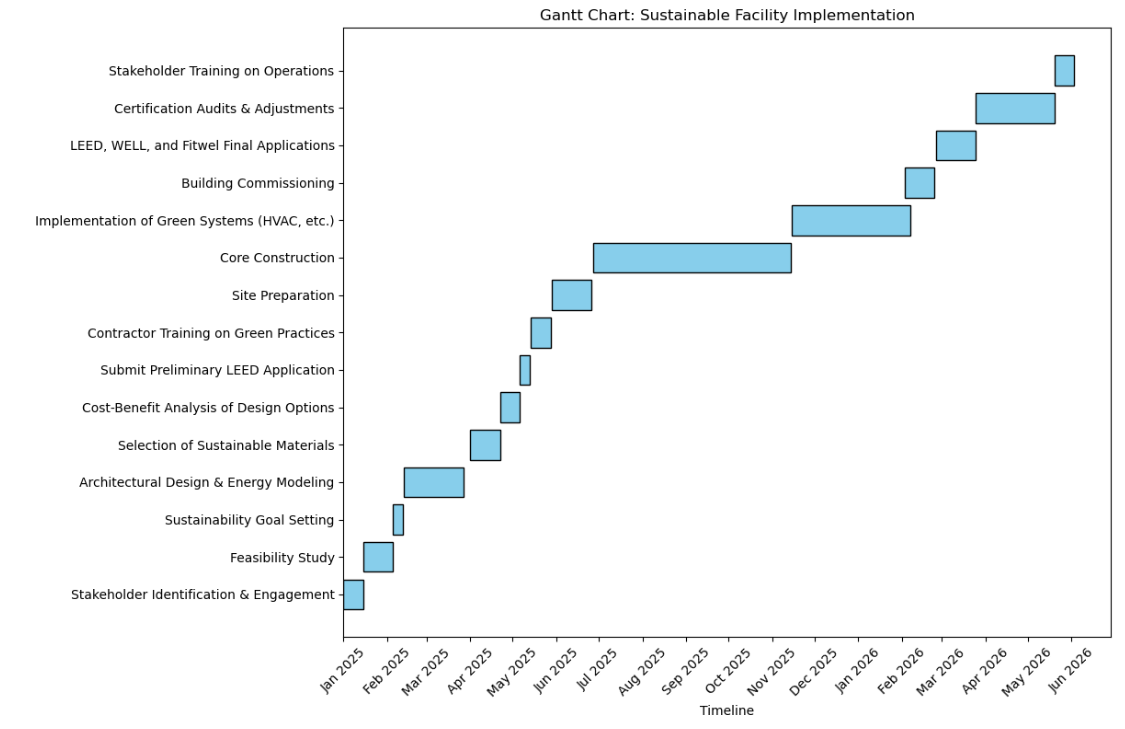 Gantt Chart: Sustainable Facility Implementation
Stakeholder Training on Operations
Certification Audits & Adjustments
LEED, WELL, and Fitwel Final Applications
Building Commissioning
Implementation of Green Systems (HVAC, etc.)
Core Construction
Site Preparation
Contractor Training on Green Practices
Submit Preliminary LEED Application
Cost-Benefit Analysis of Design Options
Selection of Sustainable Materials
Architectural Design & Energy Modeling
Sustainability Goal Setting
Feasibility Study
Stakeholder Identification & Engagement
Jan 2025
Feb 2025
Mar 2025
Apr 2025
May 2025
Jun 2025
Jul 2025
Aug 2025
Sep 2025
Oct 2025
Nov 2025
Dec 2025
Jan 2026
Feb 2026
Mar 2026
Apr 2026
May 2026
Jun 2026
Timeline